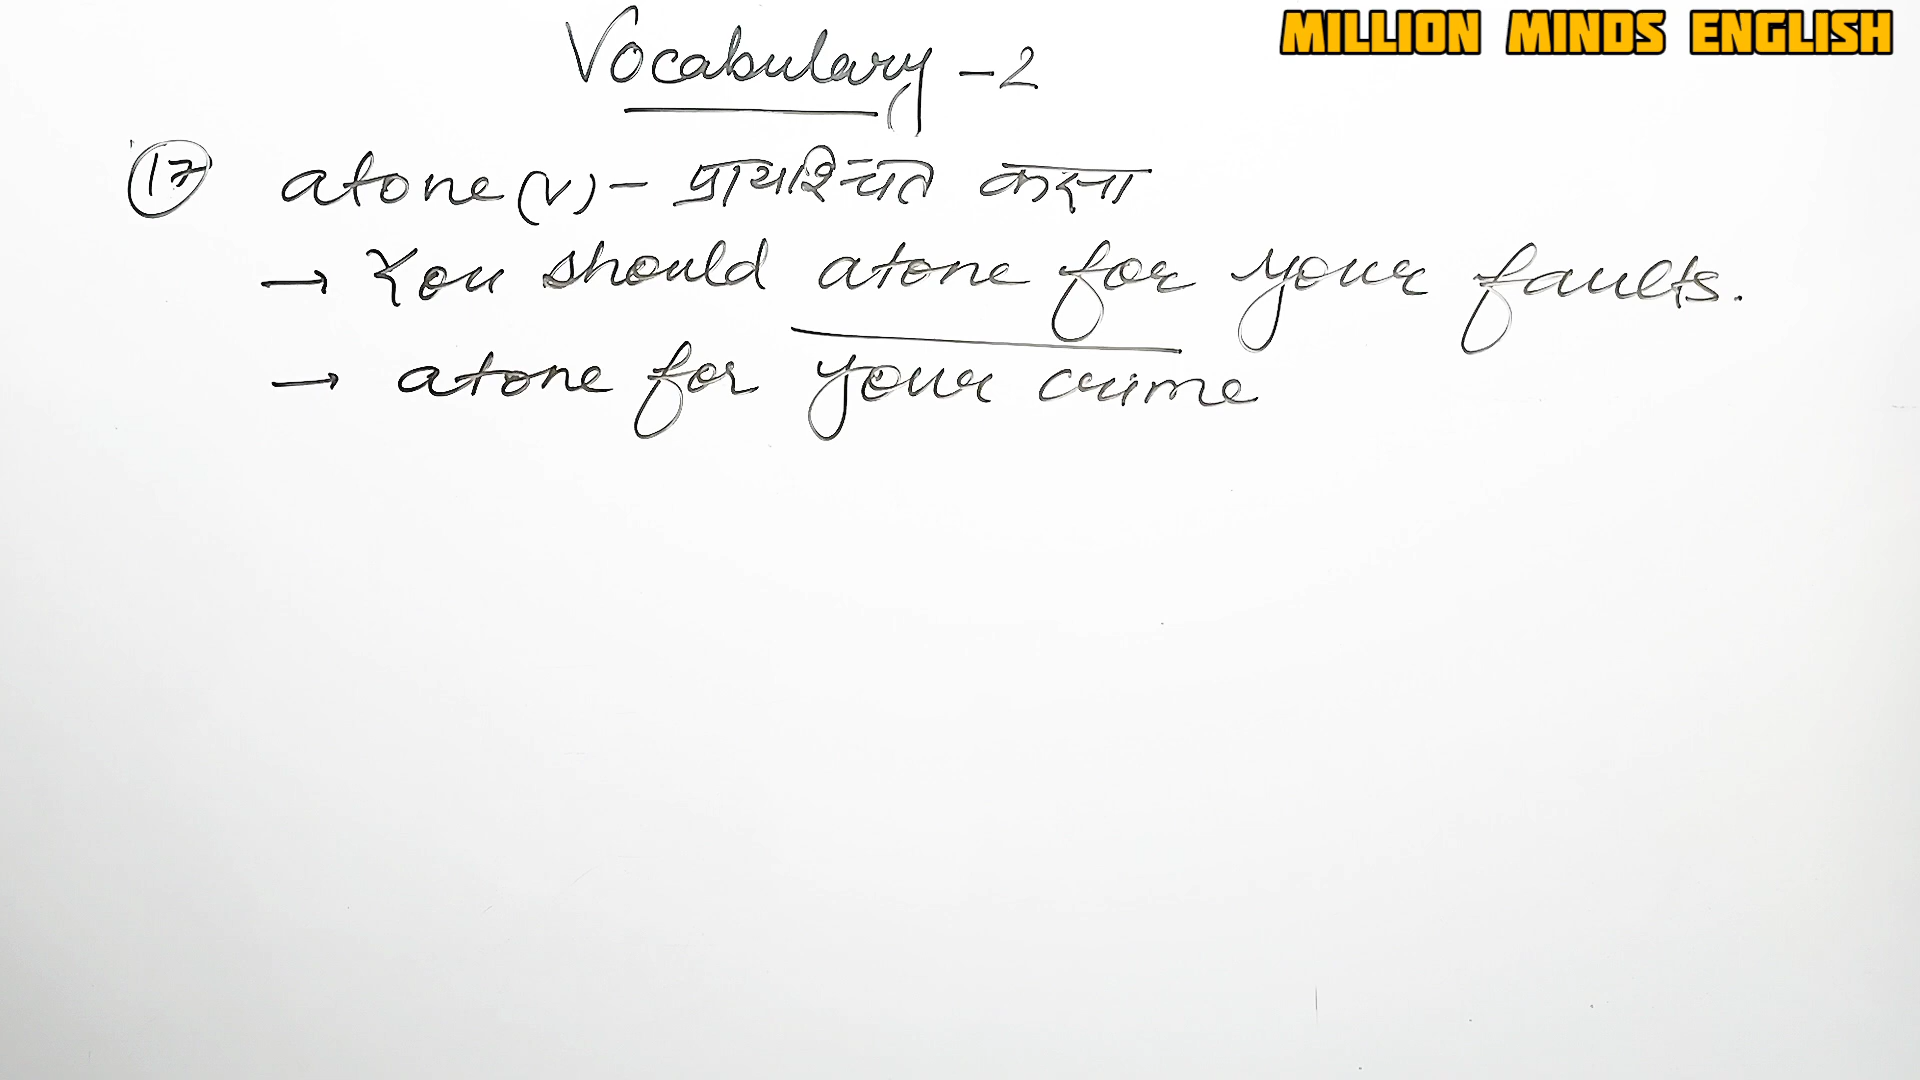 MILLION MINDS ENGLISH
Vocabulary - 2
17 atone (v) - प्रायश्चित करना
→ You should atone for your faults.
→ atone for your crime